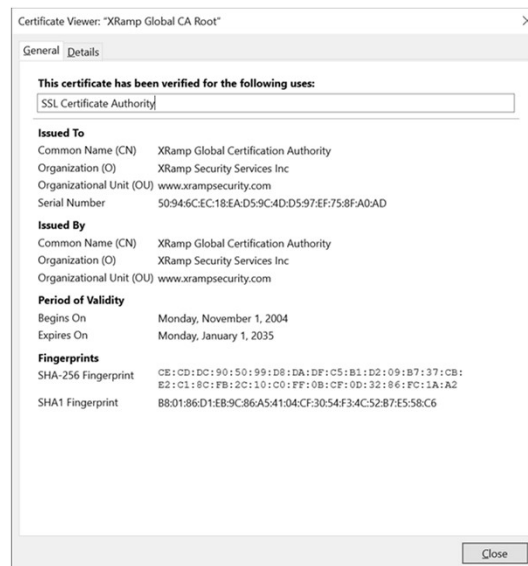 Certificate Viewer: "XRamp Global CA Root"
General Details
This certificate has been verified for the following uses:
SSL Certificate Authority
Issued To
Common Name (CN) XRamp Global Certification Authority
Organization (O) XRamp Security Services Inc
Organizational Unit (OU) www.xrampsecurity.com
Serial Number 50:94:6C:EC:18:EA:D5:9C:4D:D5:97:EF:75:8F:A0:AD
Issued By
Common Name (CN) XRamp Global Certification Authority
Organization (O) XRamp Security Services Inc
Organizational Unit (OU) www.xrampsecurity.com
Period of Validity
Begins On Monday, November 1, 2004
Expires On Monday, January 1, 2035
Fingerprints
SHA-256 Fingerprint CE:CD:DC:90:50:99:D8:DA:DF:C5:B1:D2:09:B7:37:CB:
E2:C1:8C:FB:2C:10:C0:FF:0B:CF:0D:32:86:FC:1A:A2
SHA1 Fingerprint B8:01:86:D1:EB:9C:86:A5:41:04:CF:30:54:F3:4C:52:B7:E5:58:C6
Close